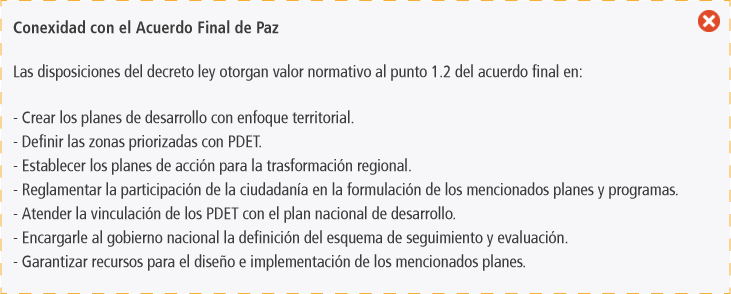 Conexidad con el Acuerdo Final de Paz
Las disposiciones del decreto ley otorgan valor normativo al punto 1.2 del acuerdo final en:
- Crear los planes de desarrollo con enfoque territorial.
- Definir las zonas priorizadas con PDET.
- Establecer los planes de acción para la trasformación regional.
- Reglamentar la participación de la ciudadanía en la formulación de los mencionados planes y programas.
- Atender la vinculación de los PDET con el plan nacional de desarrollo.
- Encargarle al gobierno nacional la definición del esquema de seguimiento y evaluación.
- Garantizar recursos para el diseño e implementación de los mencionados planes.